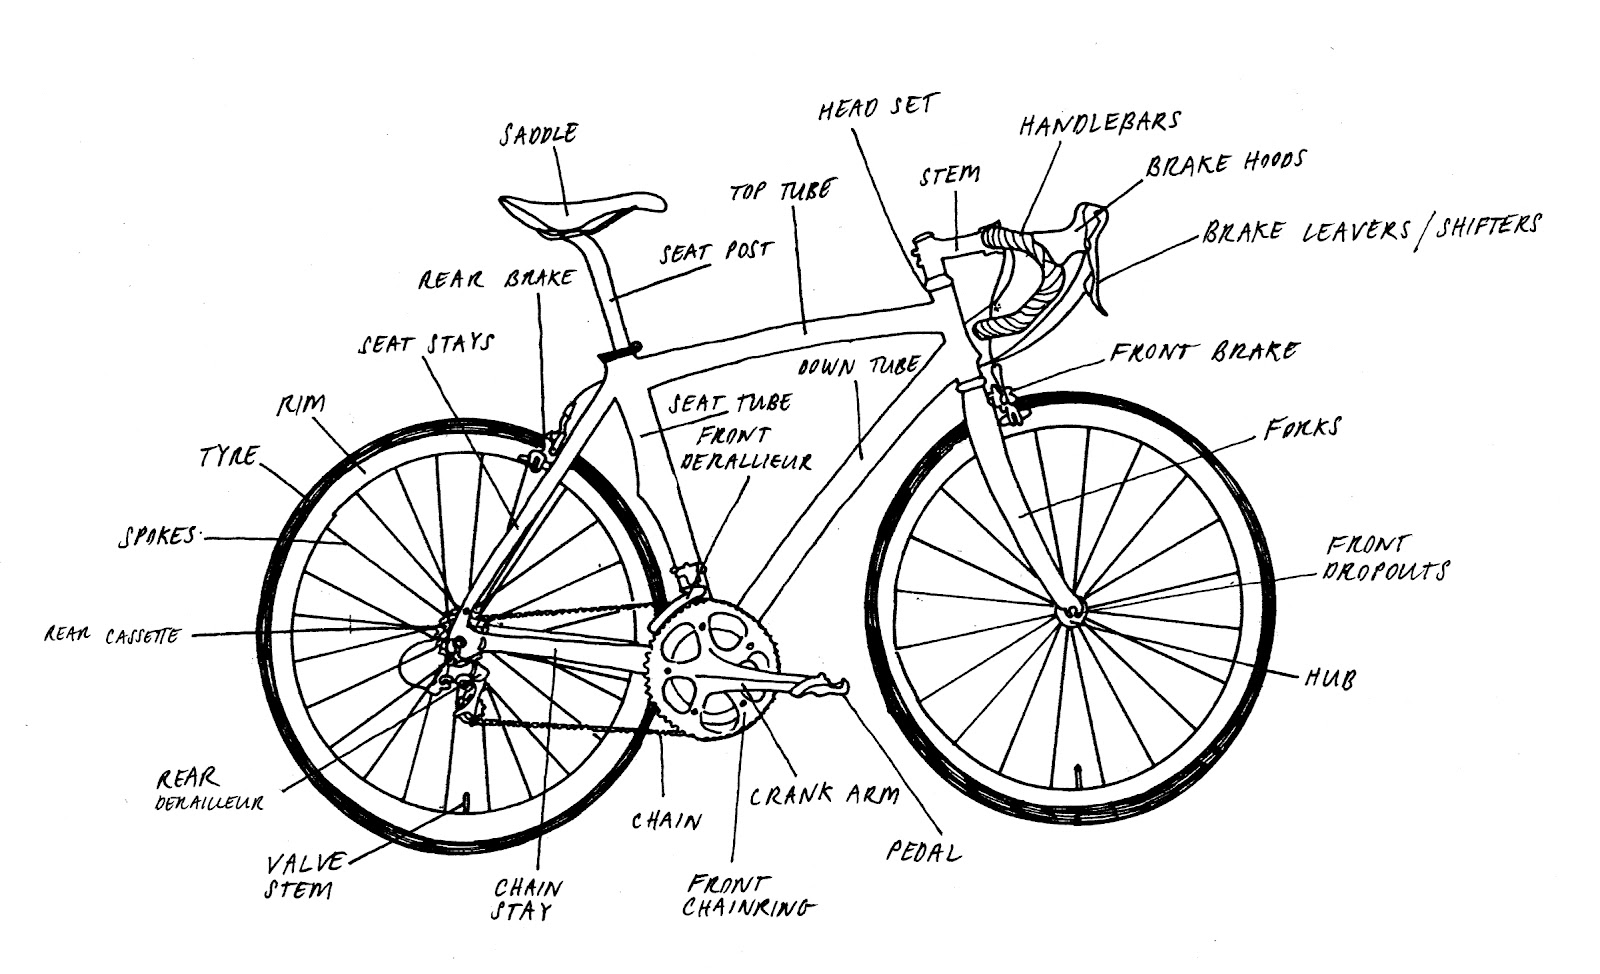 HEAD SET
HANDLEBARS
SADDLE
BRAKE HOODS
STEM
TOP TUBE
BRAKE LEAVERS / SHIFTERS
SEAT POST
REAR BRAKE
SEAT STAYS
FRONT BRAKE
DOWN TUBE
RIM
SEAT TUBE
FORKS
FRONT
DERALLIEUR
TYRE
SPOKES
FRONT
DROPOUTS
REAR CASSETTE
HUB
REAR
DERAILLEUR
CRANK ARM
CHAIN
PEDAL
VALVE
STEM
CHAIN
STAY
FRONT
CHAINRING